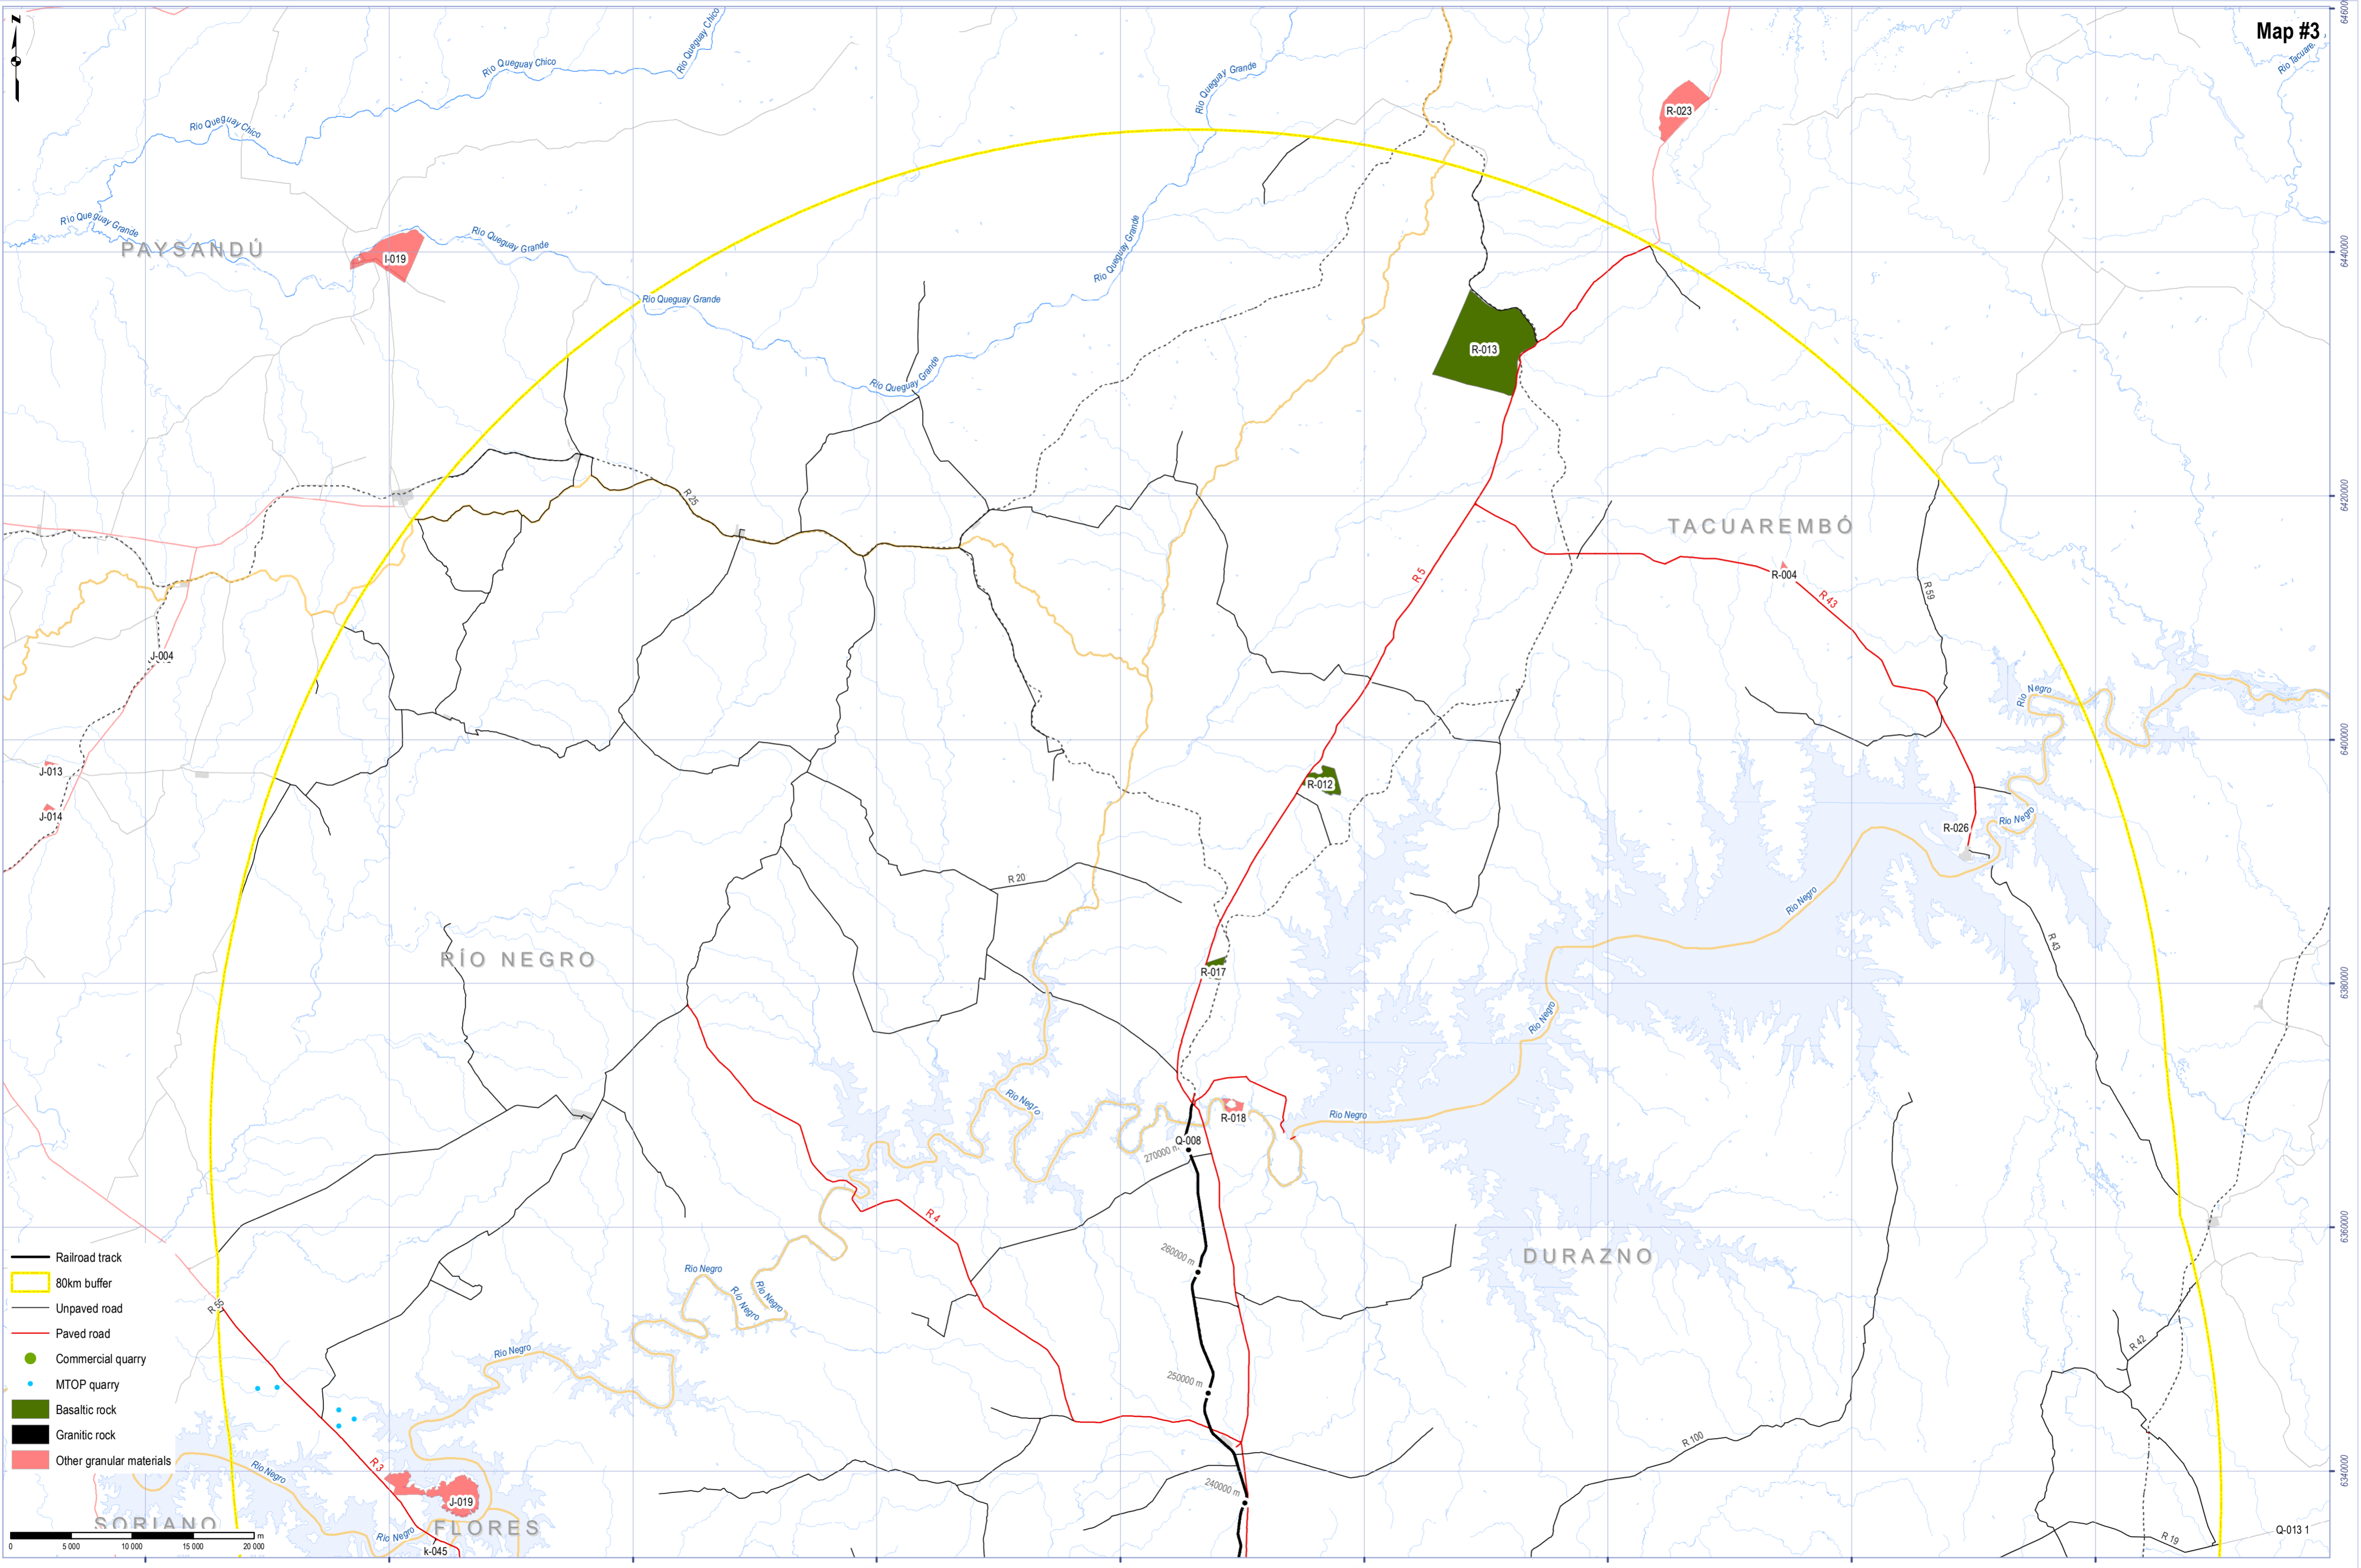 Map #3
Río Queguay Chico
Río Queguay Chico
Río Queguay Grande
Río Queguay Chico
R-023
Río Queguay Grande
PAYSANDÚ
Río Queguay Grande
I-019
Río Queguay Grande
Río Queguay Grande
6440000
R-013
Río Queguay Grande
R 25
6420000
TACUAREMBÓ
R 5
R-004
R 43
R 59
J-004
Río Negro
6400000
J-013
R-012
J-014
Río Negro
R-026
R 20
Río Negro
R 43
RÍO NEGRO
R-017
6380000
Río Negro
Río Negro
R-018
Río Negro
Q-008
270000 m
R 4
6360000
260000 m
DURAZNO
Río Negro
Río Negro
Río Negro
R 55
Río Negro
250000 m
R 42
R 100
R 3
Río Negro
6340000
240000 m
J-019
SORIANO
FLORES
Río Negro
k-045
R 19
Q-013 1
Railroad track
80km buffer
Unpaved road
Paved road
Commercial quarry
MTOP quarry
Basaltic rock
Granitic rock
Other granular materials
m
0 5 000 10 000 15 000 20 000